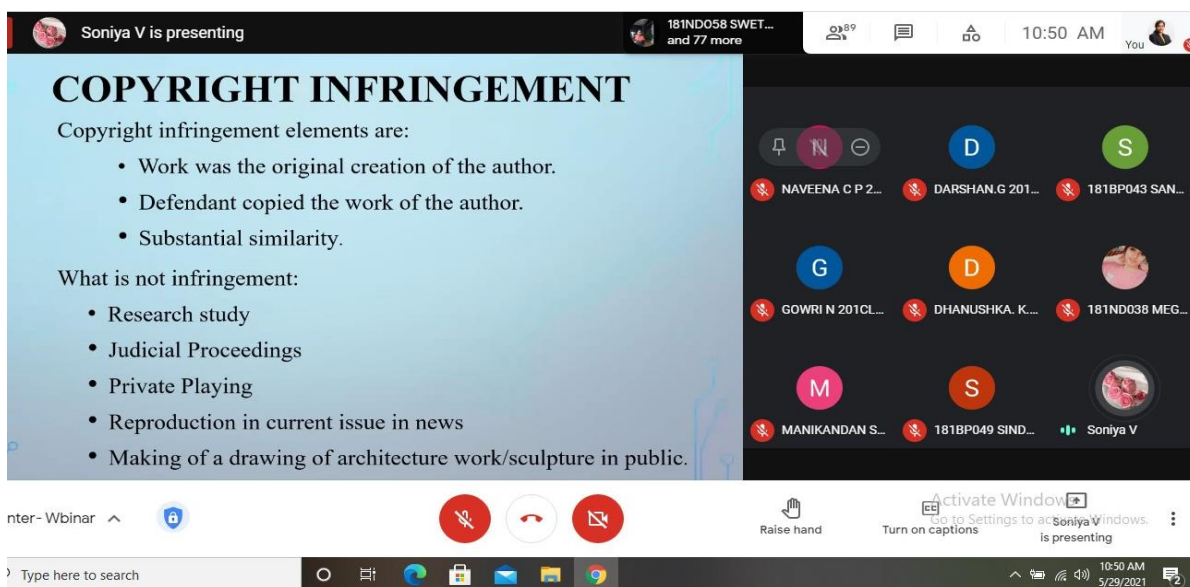 Soniya V is presenting
181ND058 SWET...
and 77 more
89
10:50 AM
You
COPYRIGHT INFRINGEMENT
Copyright infringement elements are:
• Work was the original creation of the author.
• Defendant copied the work of the author.
• Substantial similarity.
What is not infringement:
• Research study
• Judicial Proceedings
• Private Playing
• Reproduction in current issue in news
• Making of a drawing of architecture work/sculpture in public.
N
NAVEENA C P 2...
D
DARSHAN.G 201...
S
181BP043 SAN...
G
GOWRI N 201CL...
D
DHANUSHKA. K....
181ND038 MEG...
M
MANIKANDAN S...
S
181BP049 SIND...
Soniya V
nter- Wbinar
Raise hand
CC
Turn on captions
Soniya V
is presenting
Activate Windows
Go to Settings to activate Windows.
Type here to search
10:50 AM
5/29/2021
2